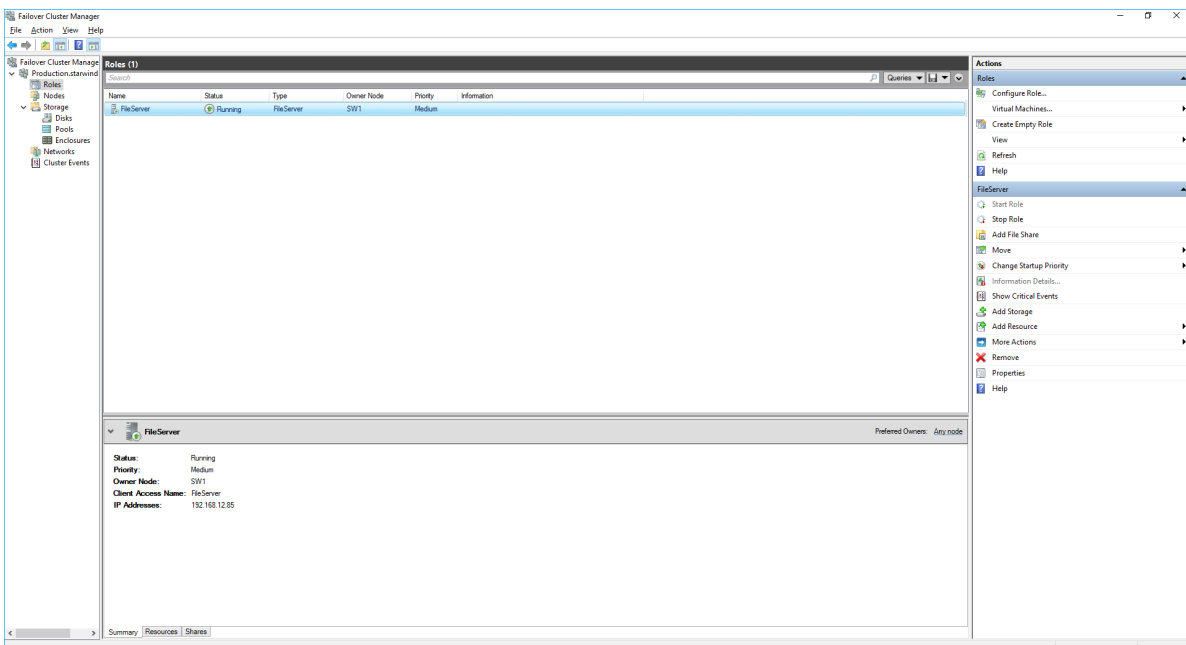 Failover Cluster Manager
File Action View Help
Failover Cluster Manage
Production.starwind
Roles
Nodes
Storage
Disks
Pools
Enclosures
Networks
Cluster Events
Roles (1)
Search
Queries
Name Status Type Owner Node Priority Information
FileServer Running FileServer SW1 Medium
FileServer
Preferred Owners: Any node
Status: Running
Priority: Medium
Owner Node: SW1
Client Access Name: FileServer
IP Addresses: 192.168.12.85
Summary Resources Shares
Actions
Roles
Configure Role...
Virtual Machines...
Create Empty Role
View
Refresh
Help
FileServer
Start Role
Stop Role
Add File Share
Move
Change Startup Priority
Information Details...
Show Critical Events
Add Storage
Add Resource
More Actions
Remove
Properties
Help